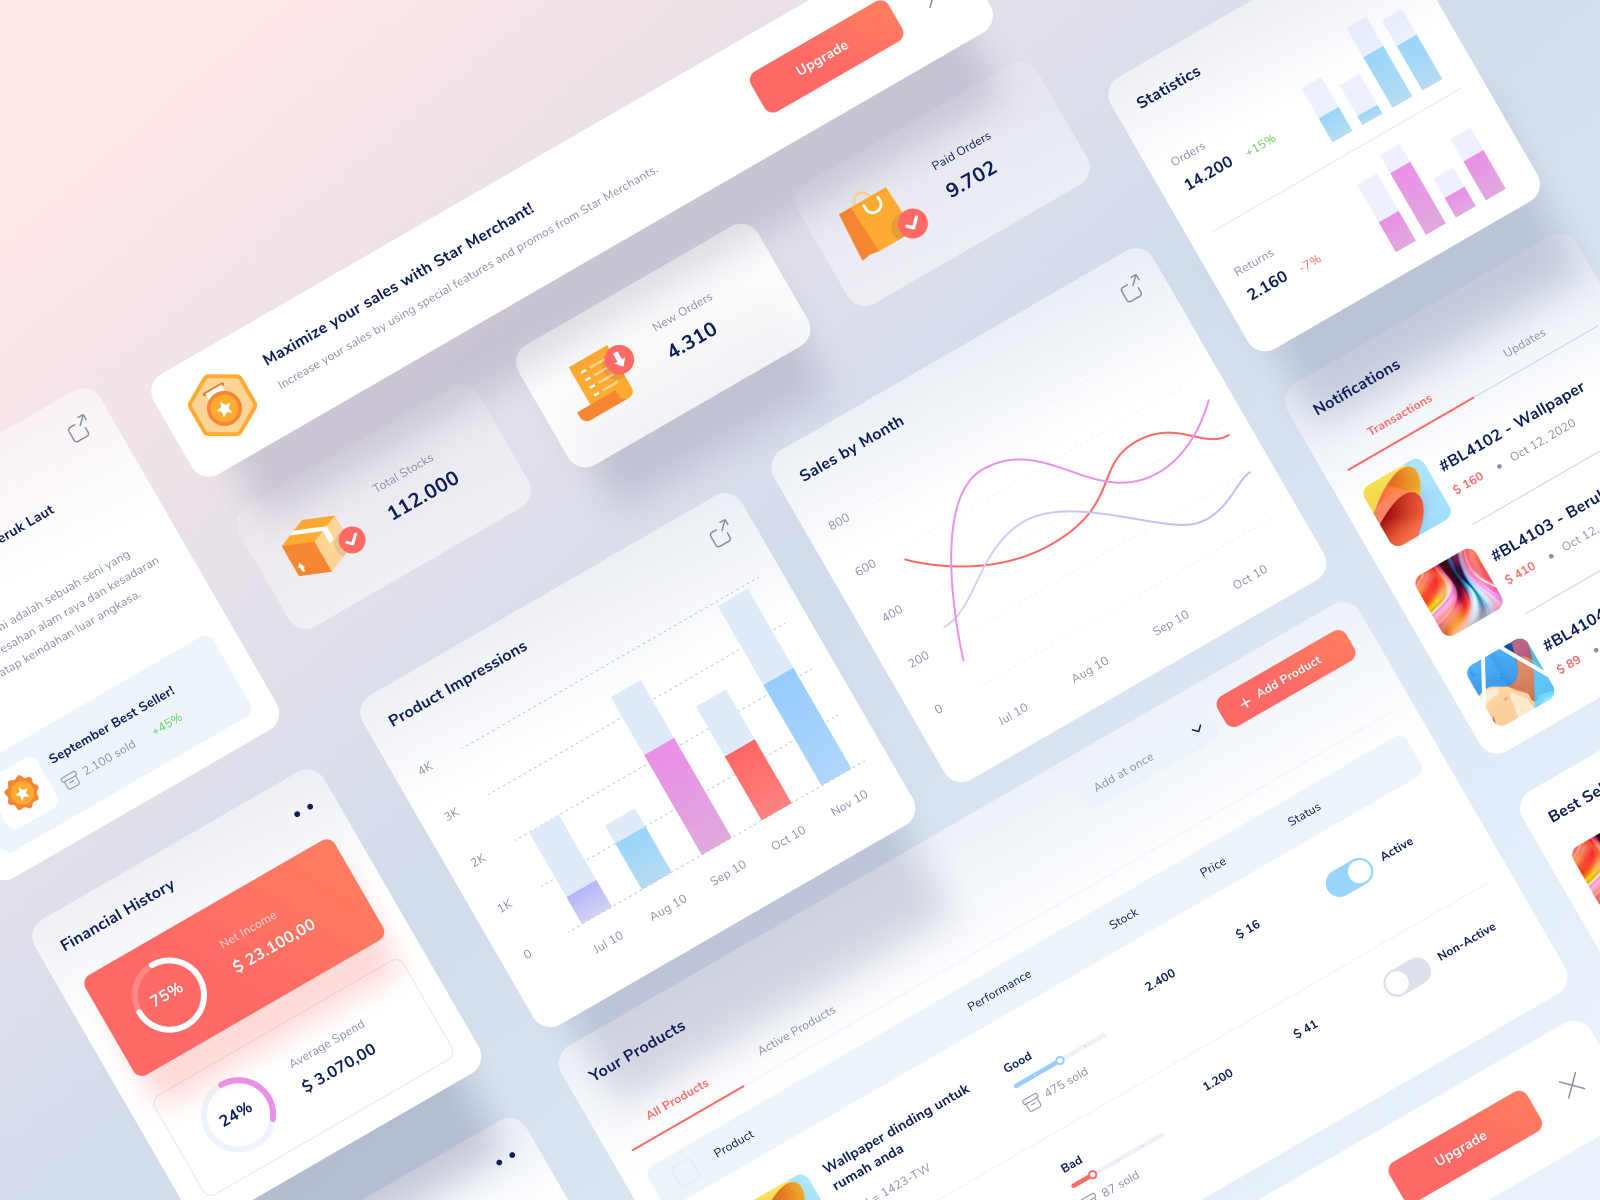 Upgrade
Maximize your sales with Star Merchant!
Increase your sales by using special features and promos from Star Merchants.
Total Stocks
112.000
New Orders
4.310
Paid Orders
9.702
Statistics
Orders
14.200 +15%
Returns
2.160 -7%
Notifications
Transactions Updates
#BL4102 - Wallpaper
$ 160 • Oct 12, 2020
#BL4103 -
$ 410 • Oct 12,
#BL4104
$ 89 •
Laut
adalah sebuah seni yang
alam raya dan kesadaran
keindahan luar angkasa.
September Best Seller!
2.100 sold +45%
Financial History
75%
Net Income
$ 23.100,00
24%
Average Spend
$ 3.070,00
Product Impressions
4K
3K
2K
1K
0
Jul 10 Aug 10 Sep 10 Oct 10 Nov 10
Sales by Month
800
600
400
200
0
Jul 10 Aug 10 Sep 10 Oct 10
Your Products
Add at once
+ Add Product
All Products Active Products
Product Performance Stock Price Status
Wallpaper dinding untuk
rumah anda
= 1423-TW
Good
475 sold
2.400
$ 16
Active
Bad
87 sold
1.200
$ 41
Non-Active
Best
Upgrade